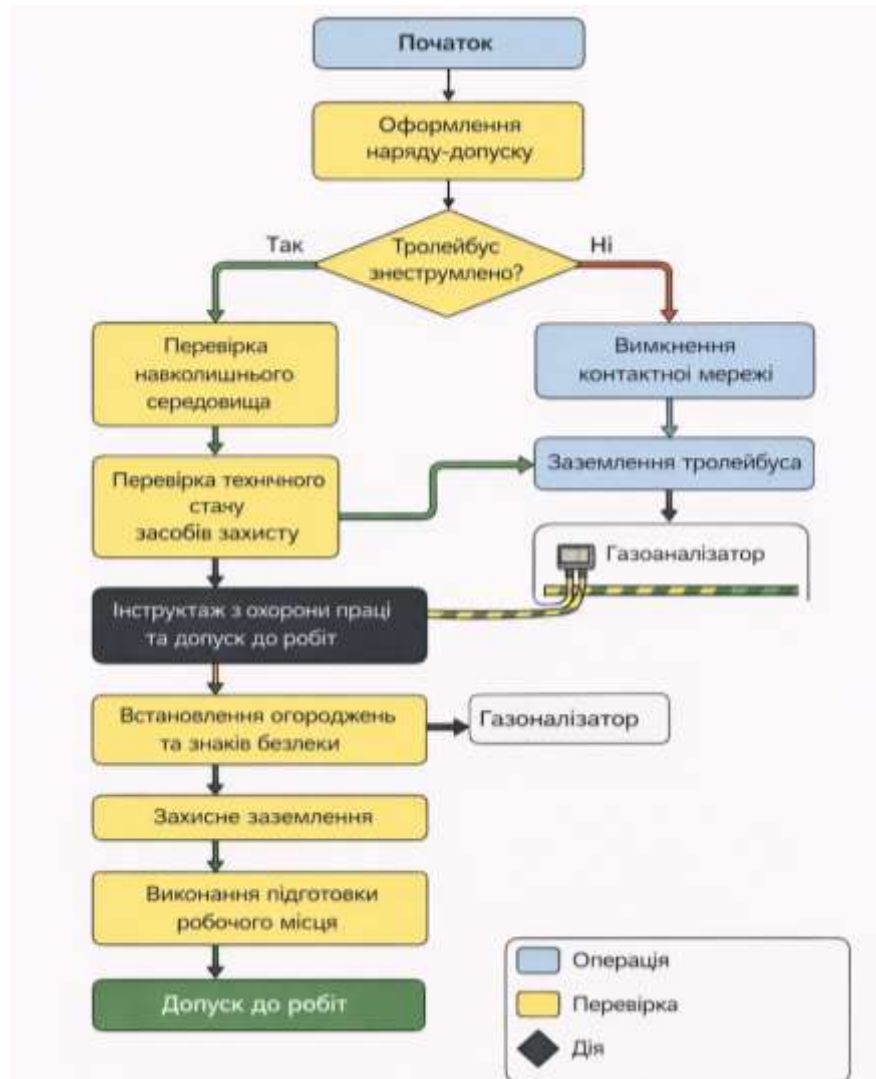 Початок
Оформлення
наряду-допуску
Так
Тролейбус
знеструмлено?
Ні
Перевірка
навколишнього
середовища
Вимкнення
контактної мережі
Перевірка технічного
стачу
засобів захисту
Заземлення тролейбуса
Газоаналізатор
Інструктаж з охорони праці
та допуск до робіт
Встановлення огороджень
та знаків безлеки
Газоналізатор
Захисне заземлення
Виконання підготовки
робочого місця
Допуск до робіт
Операція
Перевірка
Дія